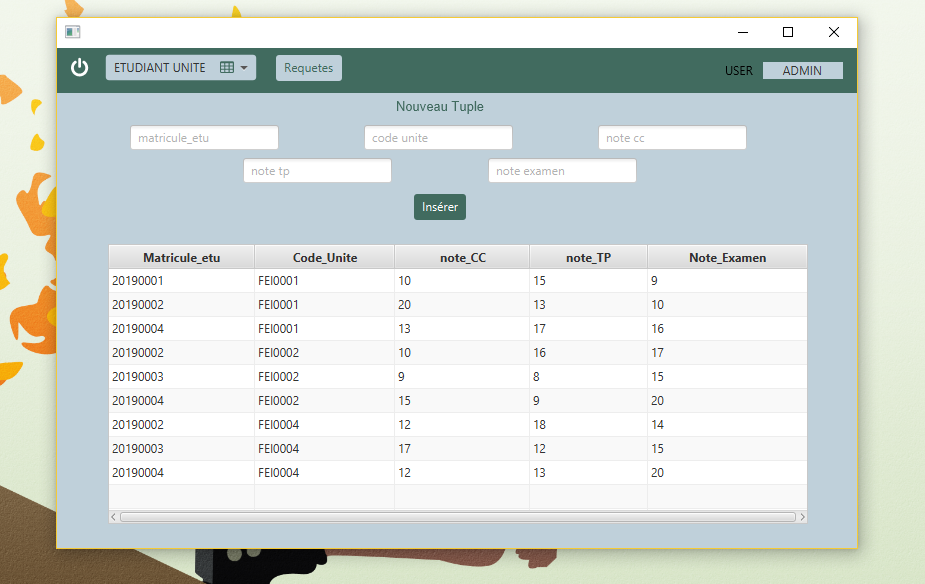 ETUDIANT UNITE Requetes USER ADMIN
Nouveau Tuple
matricule_etu code unite note cc
note tp note examen
Insérer
Matricule_etu Code_Unite note_CC note_TP Note_Examen
20190001 FEI0001 10 15 9
20190002 FEI0001 20 13 10
20190004 FEI0001 13 17 16
20190002 FEI0002 10 16 17
20190003 FEI0002 9 8 15
20190004 FEI0002 15 9 20
20190002 FEI0004 12 18 14
20190003 FEI0004 17 12 15
20190004 FEI0004 12 13 20